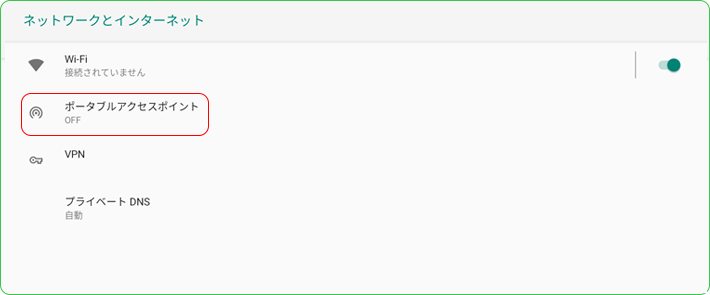 ネットワークとインターネット
Wi-Fi
接続されていません
ポータブルアクセスポイント
OFF
VPN
プライベート DNS
自動